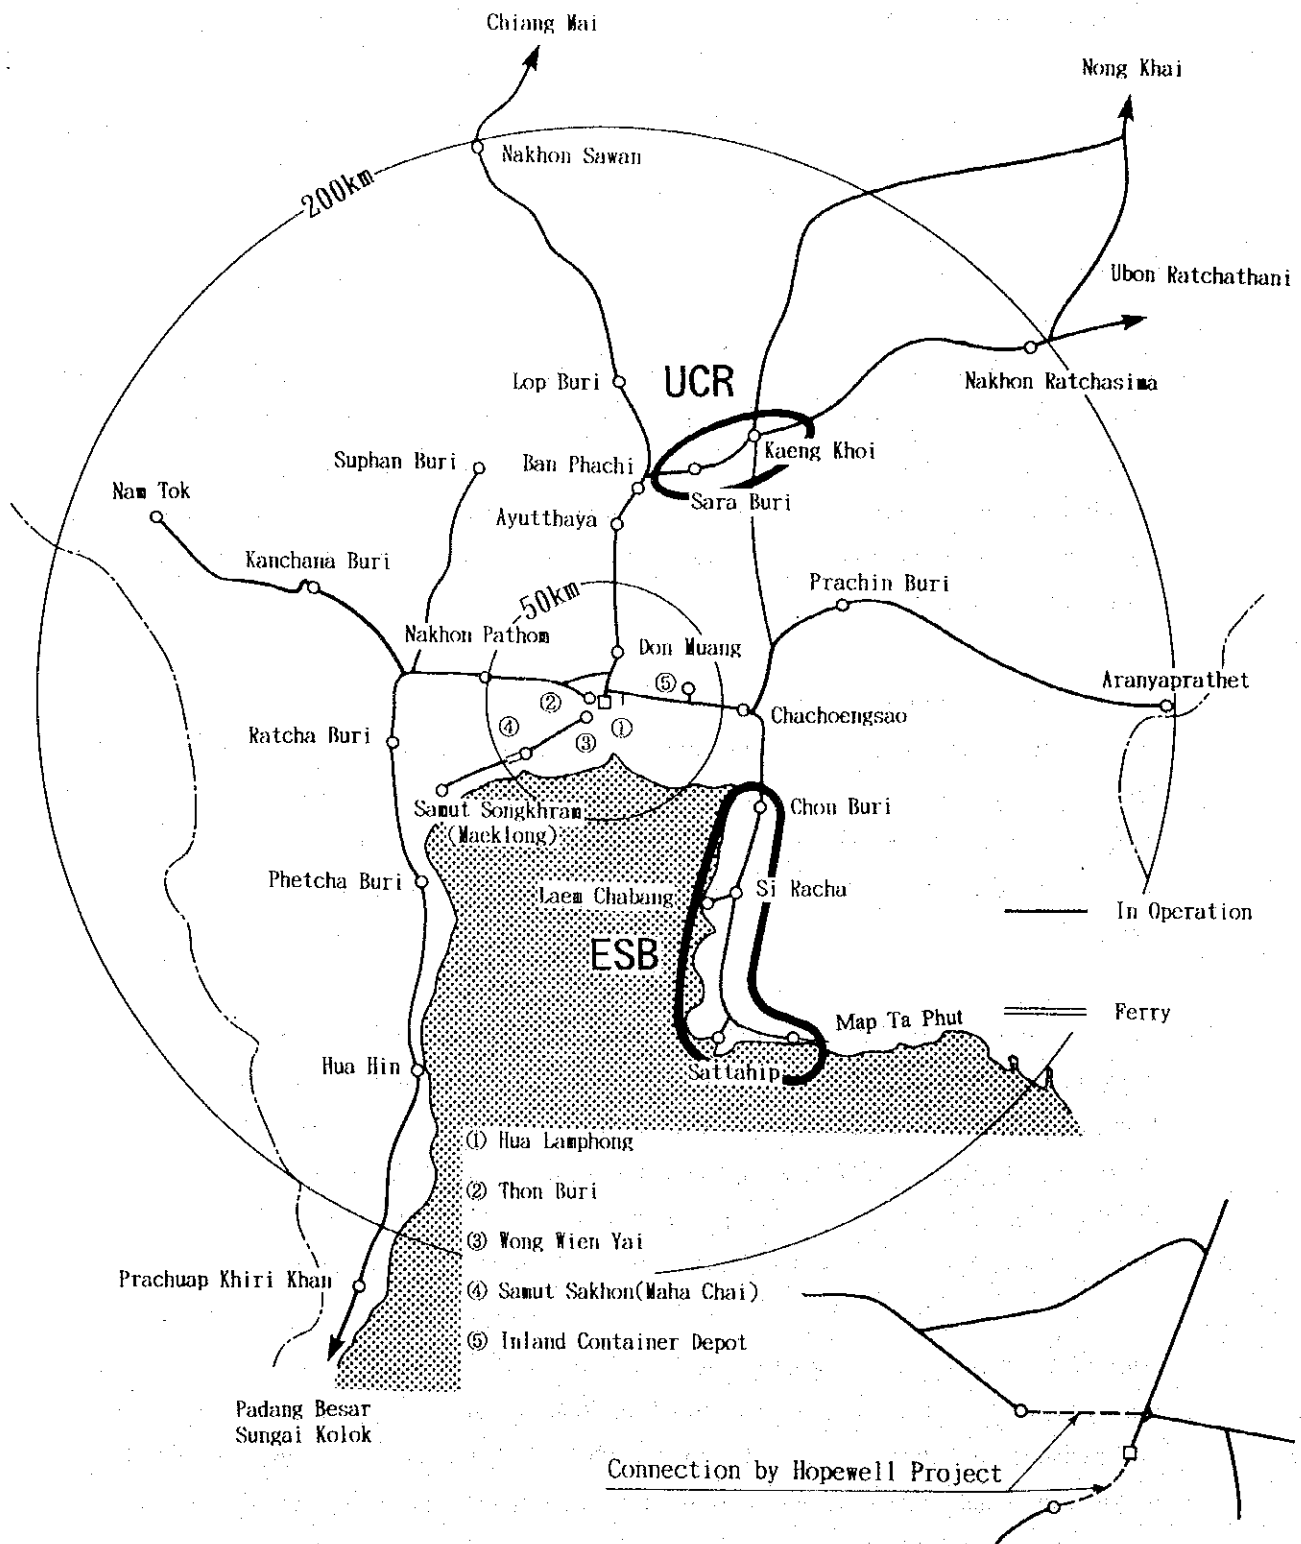 Chiang Mai
Nong Khai
Nakhon Sawan
200km
Ubon Ratchathani
Lop Buri
UCR
Nakhon Ratchasima
Kaeng Khoi
Suphan Buri
Ban Phachi
Sara Buri
Nam Tok
Ayutthaya
Kanchana Buri
Prachin Buri
50km
Nakhon Pathom
Don Muang
⑤
Aranyaprathet
②
Chachoengsao
④
①
③
Ratcha Buri
Samut Songkhram
(Maeklong)
Chon Buri
Phetcha Buri
Laem Chabang
Si Racha
In Operation
ESB
Map Ta Phut
Ferry
Hua Hin
Sattahip
① Hua Lamphong
② Thon Buri
③ Wong Wien Yai
Prachuap Khiri Khan
④ Samut Sakhon(Maha Chai)
⑤ Inland Container Depot
Padang Besar
Sungai Kolok
Connection by Hopewell Project